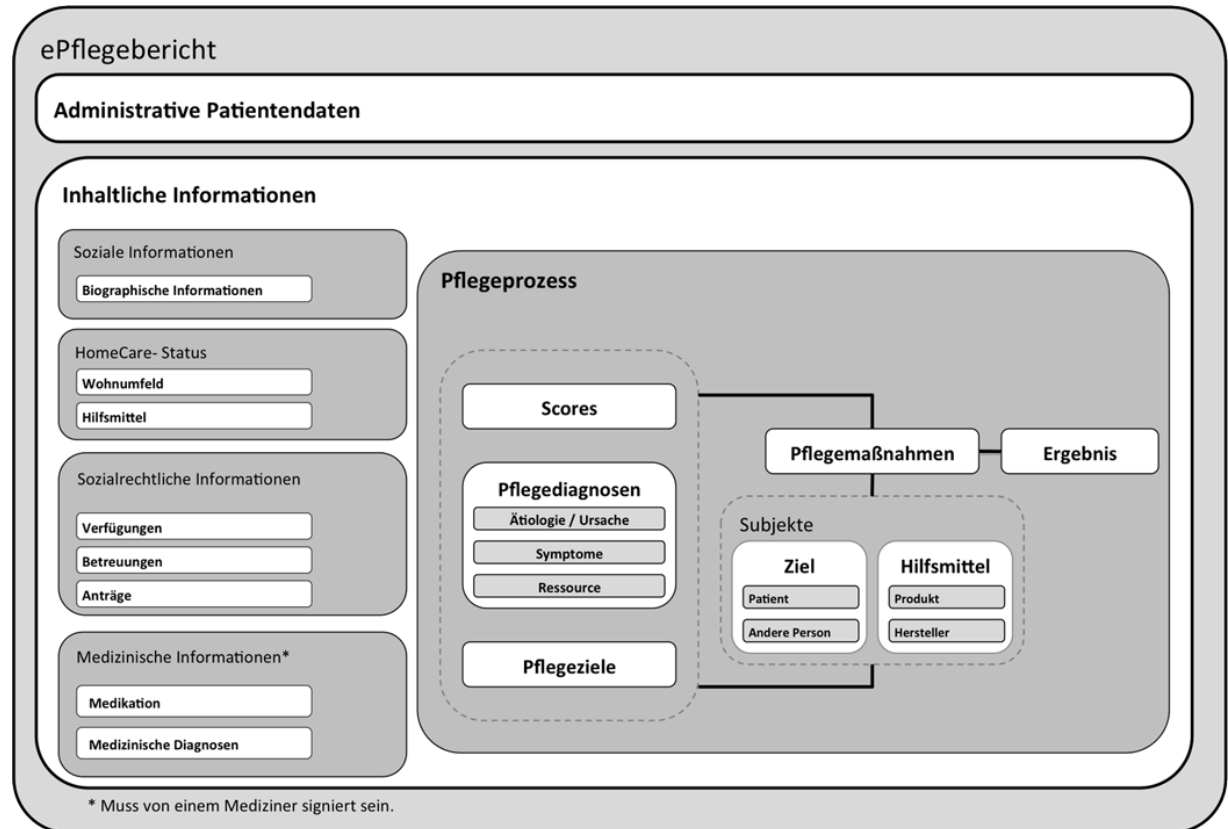 ePflegebericht
Administrative Patientendaten
Inhaltliche Informationen
Soziale Informationen
Biographische Informationen
HomeCare- Status
Wohnumfeld
Hilfsmittel
Sozialrechtliche Informationen
Verfügungen
Betreuungen
Anträge
Medizinische Informationen*
Medikation
Medizinische Diagnosen
Pflegeprozess
Scores
Pflegediagnosen
Ätiologie / Ursache
Symptome
Ressource
Pflegeziele
Pflegemaßnahmen
Ergebnis
Subjekte
Ziel
Patient
Andere Person
Hilfsmittel
Produkt
Hersteller
* Muss von einem Mediziner signiert sein.